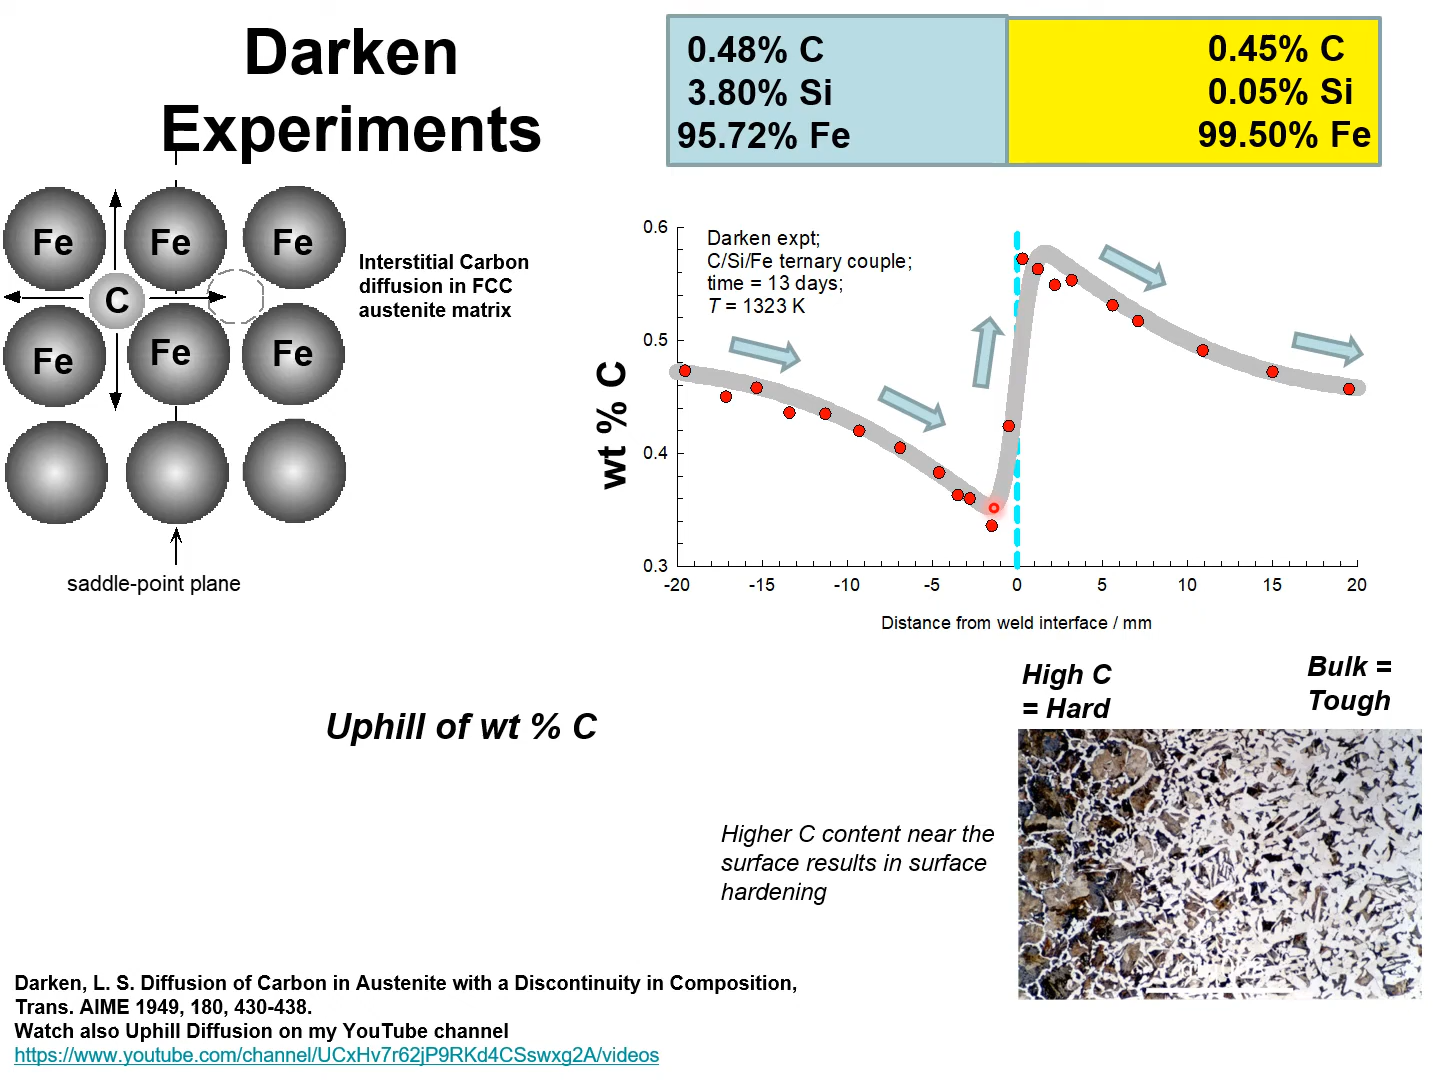 Darken
Experiments
0.48% C
3.80% Si
95.72% Fe
0.45% C
0.05% Si
99.50% Fe
Fe
Fe
Fe
C
Fe
Fe
Fe
Interstitial Carbon
diffusion in FCC
austenite matrix
saddle-point plane
Darken expt;
C/Si/Fe ternary couple;
time = 13 days;
T = 1323 K
wt % C
0.6
0.5
0.4
0.3
-20
-15
-10
-5
0
5
10
15
20
Distance from weld interface / mm
Uphill of wt % C
High C
= Hard
Bulk =
Tough
Higher C content near the
surface results in surface
hardening
Darken, L. S. Diffusion of Carbon in Austenite with a Discontinuity in Composition,
Trans. AIME 1949, 180, 430-438.
Watch also Uphill Diffusion on my YouTube channel
https://www.youtube.com/channel/UCxHv7r62jP9RKd4CSswxg2A/videos